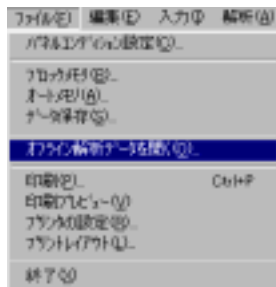 ファイル(F) 編集(E) 入力(I) 解析(A)
パネルコンディション設定(C)...
ブロックメモリ(B)...
オートメモリ(A)...
データ保存(S)...
オフライン解析データを開く(O)...
印刷(P)... Ctrl+P
印刷プレビュー(V)
プリンタの設定(R)...
プリントレイアウト(L)...
終了(X)